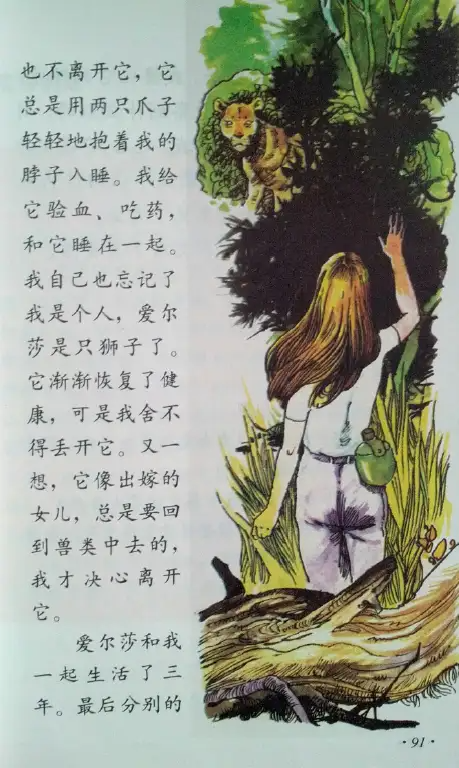 也不离开它，它
总是用两只爪子
轻轻地抱着我的
脖子入睡。我给
它验血、吃药，
和它睡在一起。
我自己也忘记了
我是个人，爱尔
莎是只狮子了。
它渐渐恢复了健
康，可是我舍不
得丢开它。又一
想，它像出嫁的
女儿，总是要回
到兽类中去的，
我才决心离开
它。
爱尔莎和我
一起生活了三
年。最后分别的
·91·